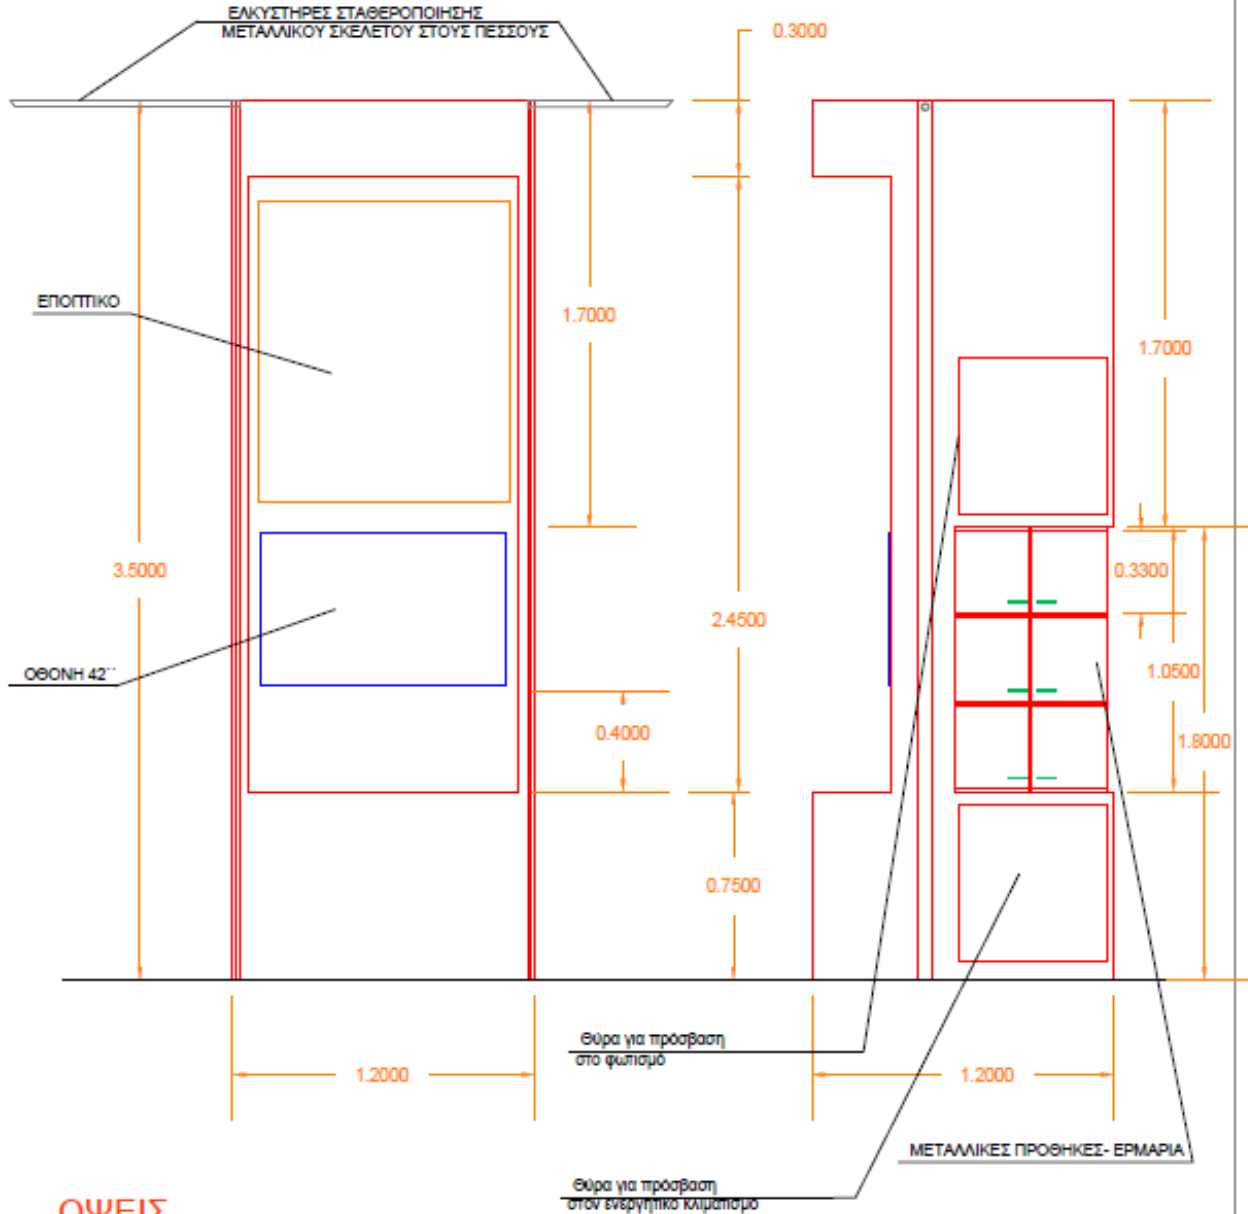 ΕΛΚΥΣΤΗΡΕΣ ΣΤΑΘΕΡΟΠΟΙΗΣΗΣ
ΜΕΤΑΛΛΙΚΟΥ ΣΚΕΛΕΤΟΥ ΣΤΟΥΣ ΠΕΣΣΟΥΣ
0.3000
ΕΠΟΠΤΙΚΟ
1.7000
1.7000
3.5000
0.3300
2.4500
ΟΘΟΝΗ 42´´
1.0500
0.4000
1.8000
0.7500
Θύρα για πρόσβαση
στο φωτισμό
1.2000
1.2000
ΜΕΤΑΛΛΙΚΕΣ ΠΡΟΘΗΚΕΣ- ΕΡΜΑΡΙΑ
Θύρα για πρόσβαση
στον ενεργητικό κλιματισμό
ΟΨΕΙΣ